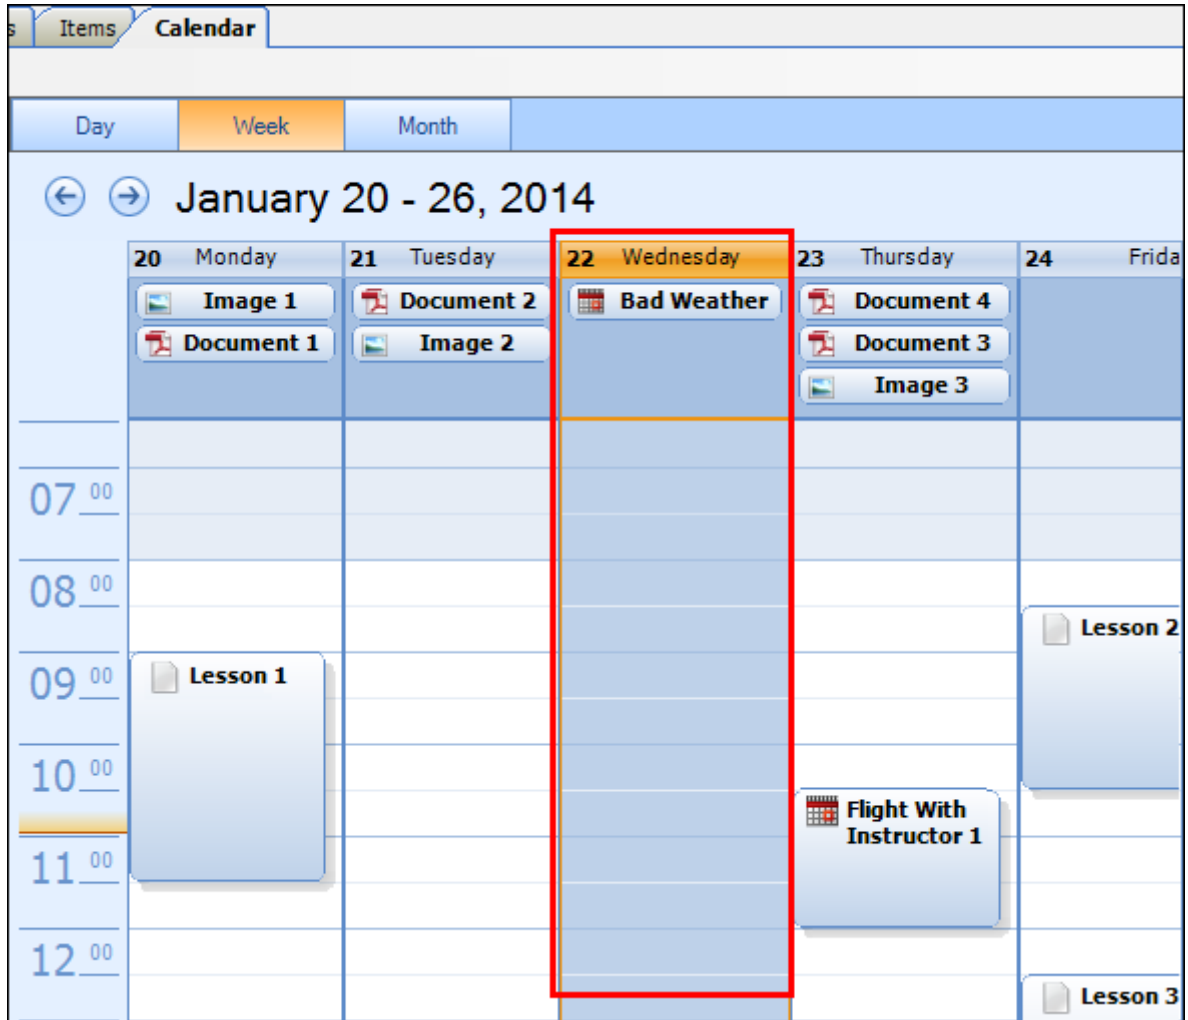 s Items Calendar
Day Week Month
January 20 - 26, 2014
20 Monday 21 Tuesday 22 Wednesday 23 Thursday 24 Frida
Image 1 Document 2 Bad Weather Document 4
Document 1 Image 2 Document 3
Image 3
07 00
08 00
Lesson 2
09 00 Lesson 1
10 00
Flight With
Instructor 1
11 00
12 00
Lesson 3